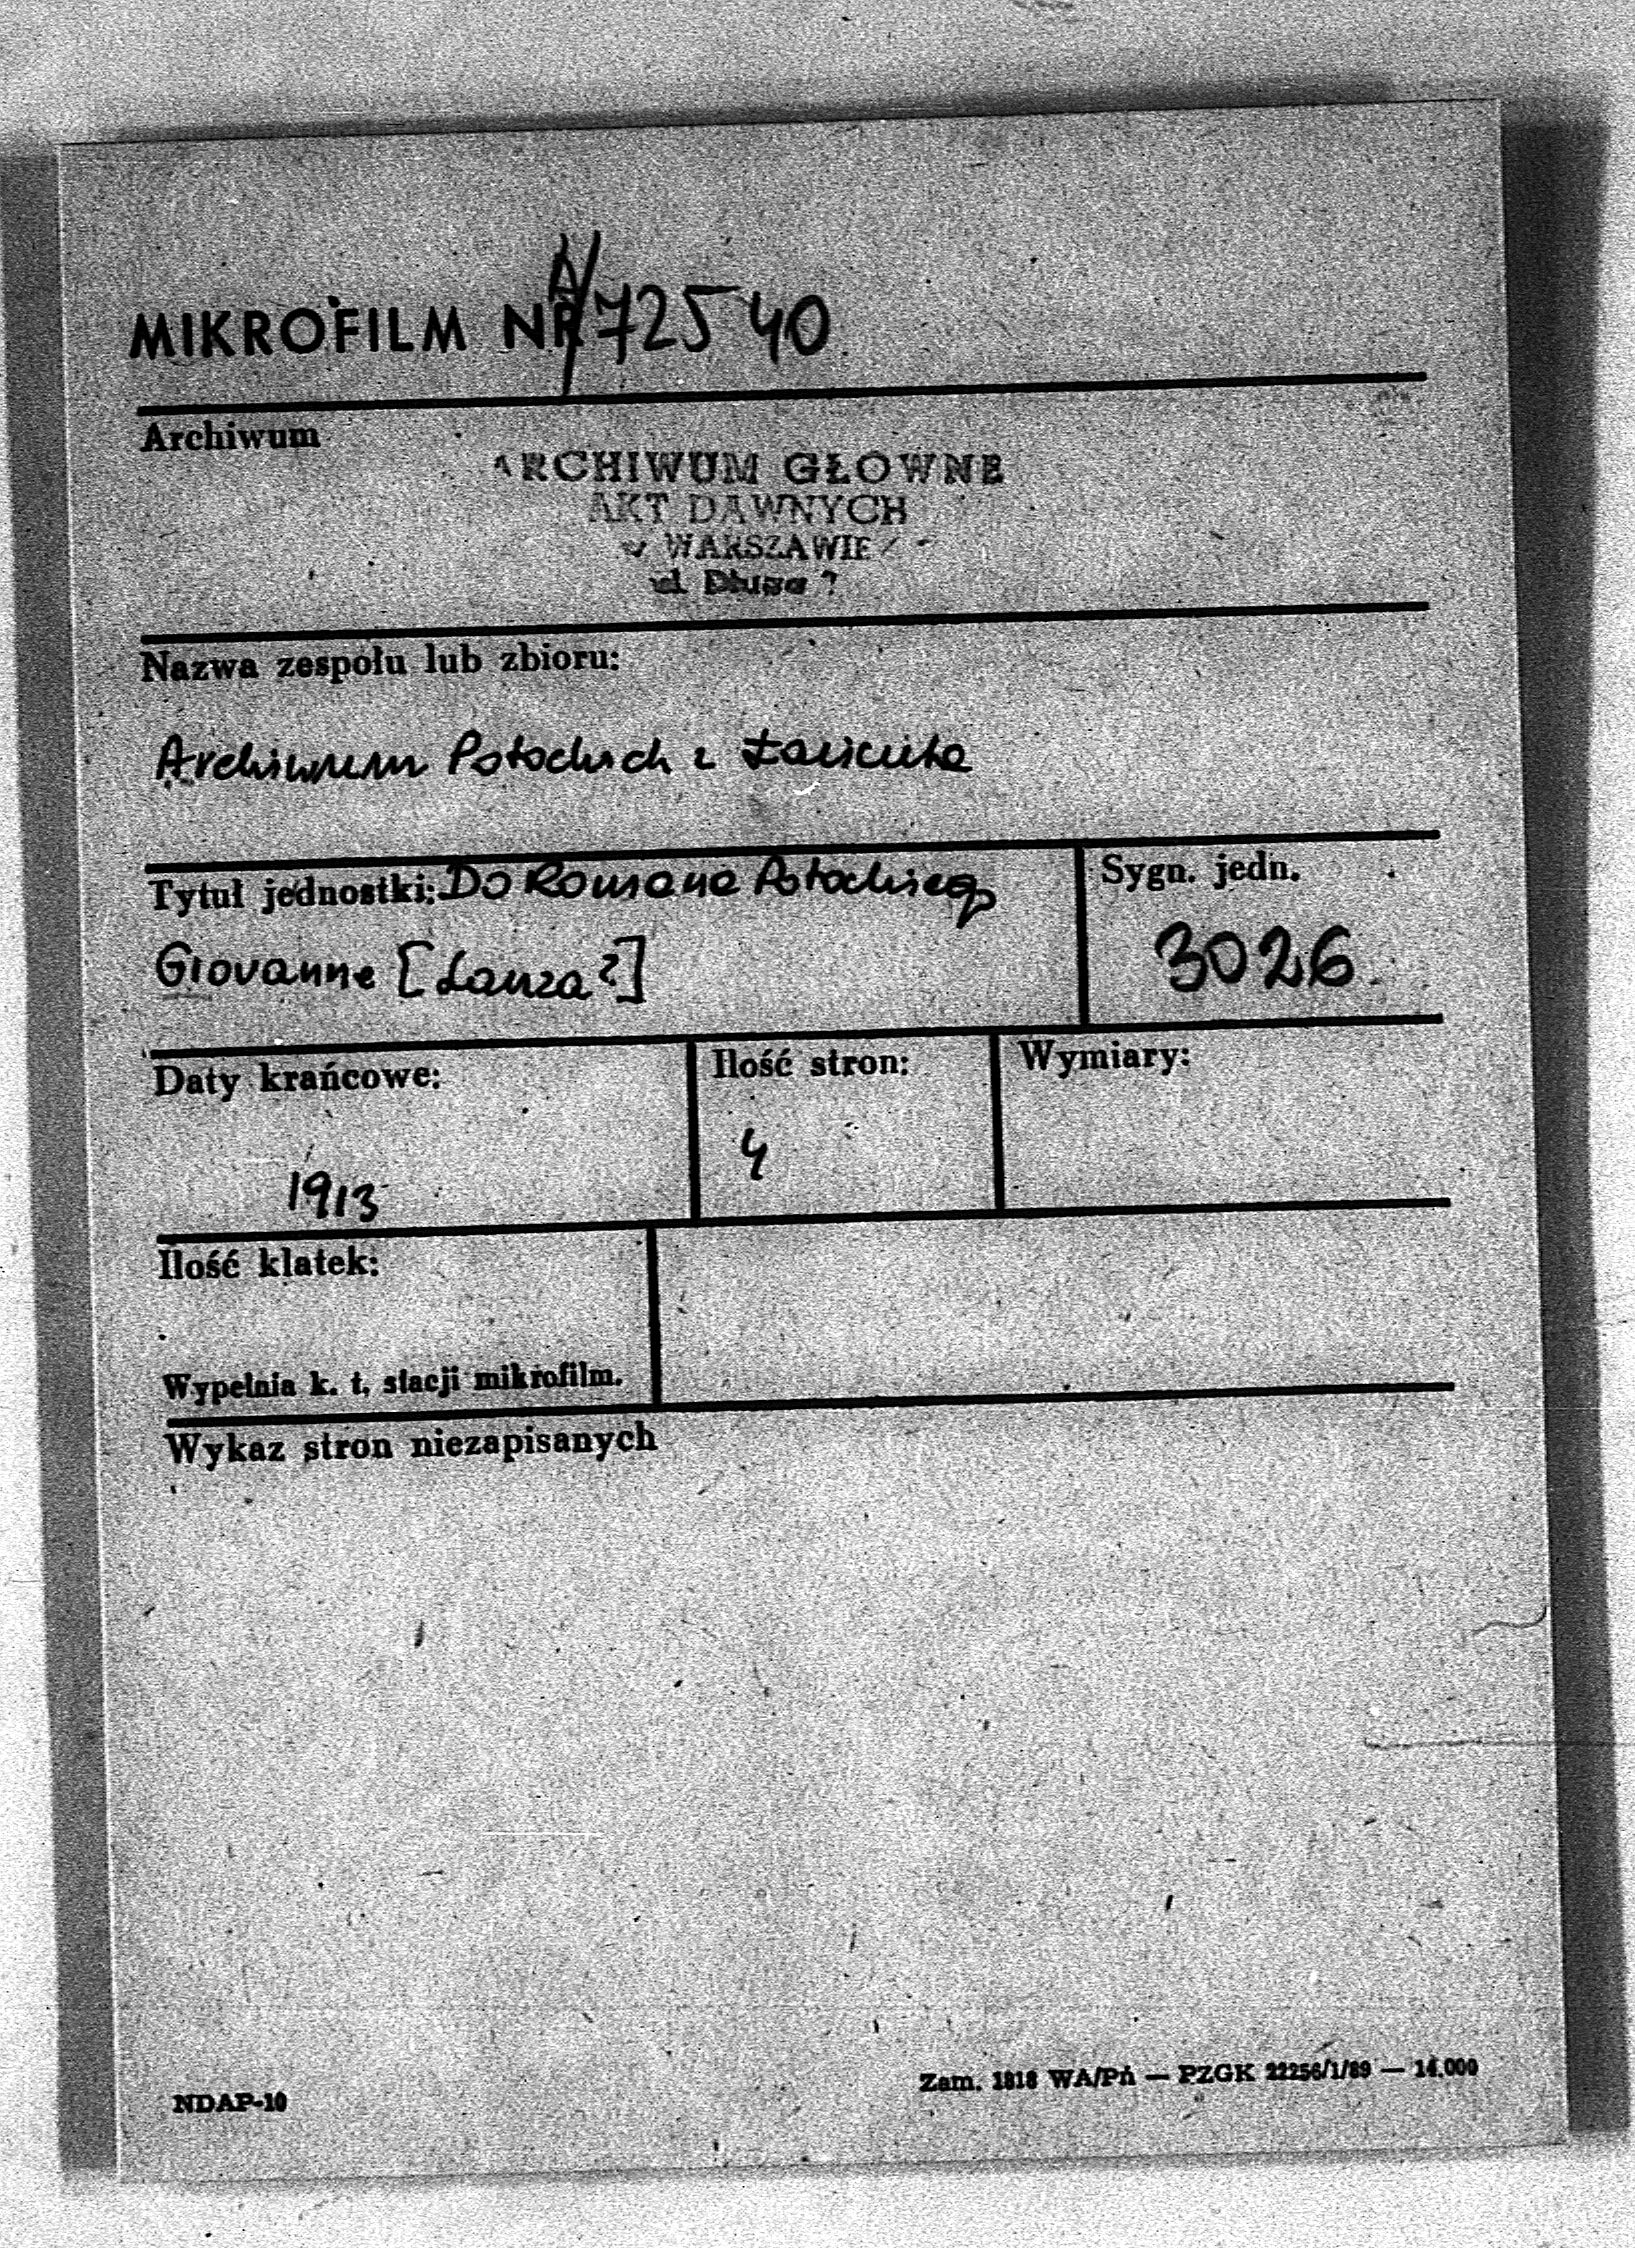 MIKROFILM NR A/72540
Archiwum
ARCHIWUM GŁÓWNE
AKT DAWNYCH
w WARSZAWIE
ul Długa 7
Nazwa zespołu lub zbioru:
Archiwum Potockich z Łańcuta
Tytuł jednostki: Do Romana Potockiego
Giovanne [Lanza?]
Sygn. jedn.
3026
Daty krańcowe:
1913
Ilość stron:
4
Wymiary:
Ilość klatek:
Wypełnia k. t. stacji mikrofilm.
Wykaz stron niezapisanych
NDAP-10
Zam. 1818 WA/Pń — PZGK 22256/1/89 — 14.000